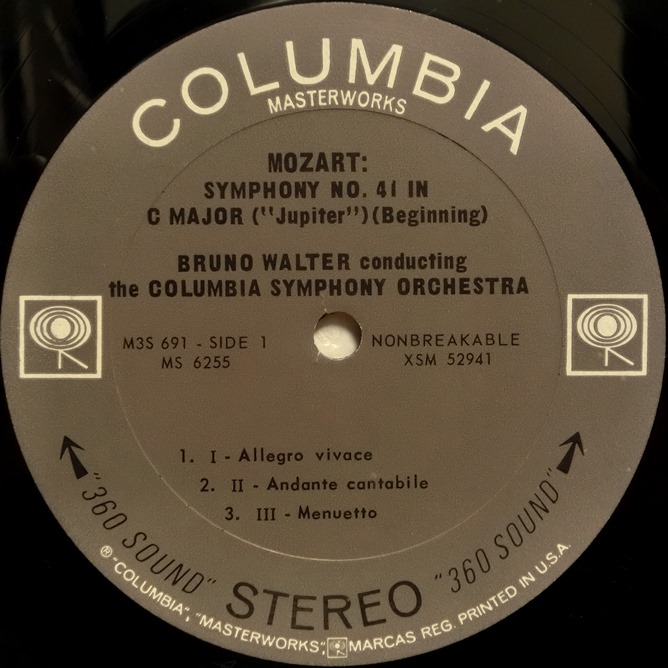 COLUMBIA
MASTERWORKS
MOZART:
SYMPHONY NO. 41 IN
C MAJOR ("Jupiter") (Beginning)
BRUNO WALTER conducting
the COLUMBIA SYMPHONY ORCHESTRA
M3S 691 - SIDE 1
MS 6255
NONBREAKABLE
XSM 52941
1. I - Allegro vivace
2. II - Andante cantabile
3. III - Menuetto
"360 SOUND" STEREO "360 SOUND"
® "COLUMBIA", "MASTERWORKS", MARCAS REG. PRINTED IN U.S.A.